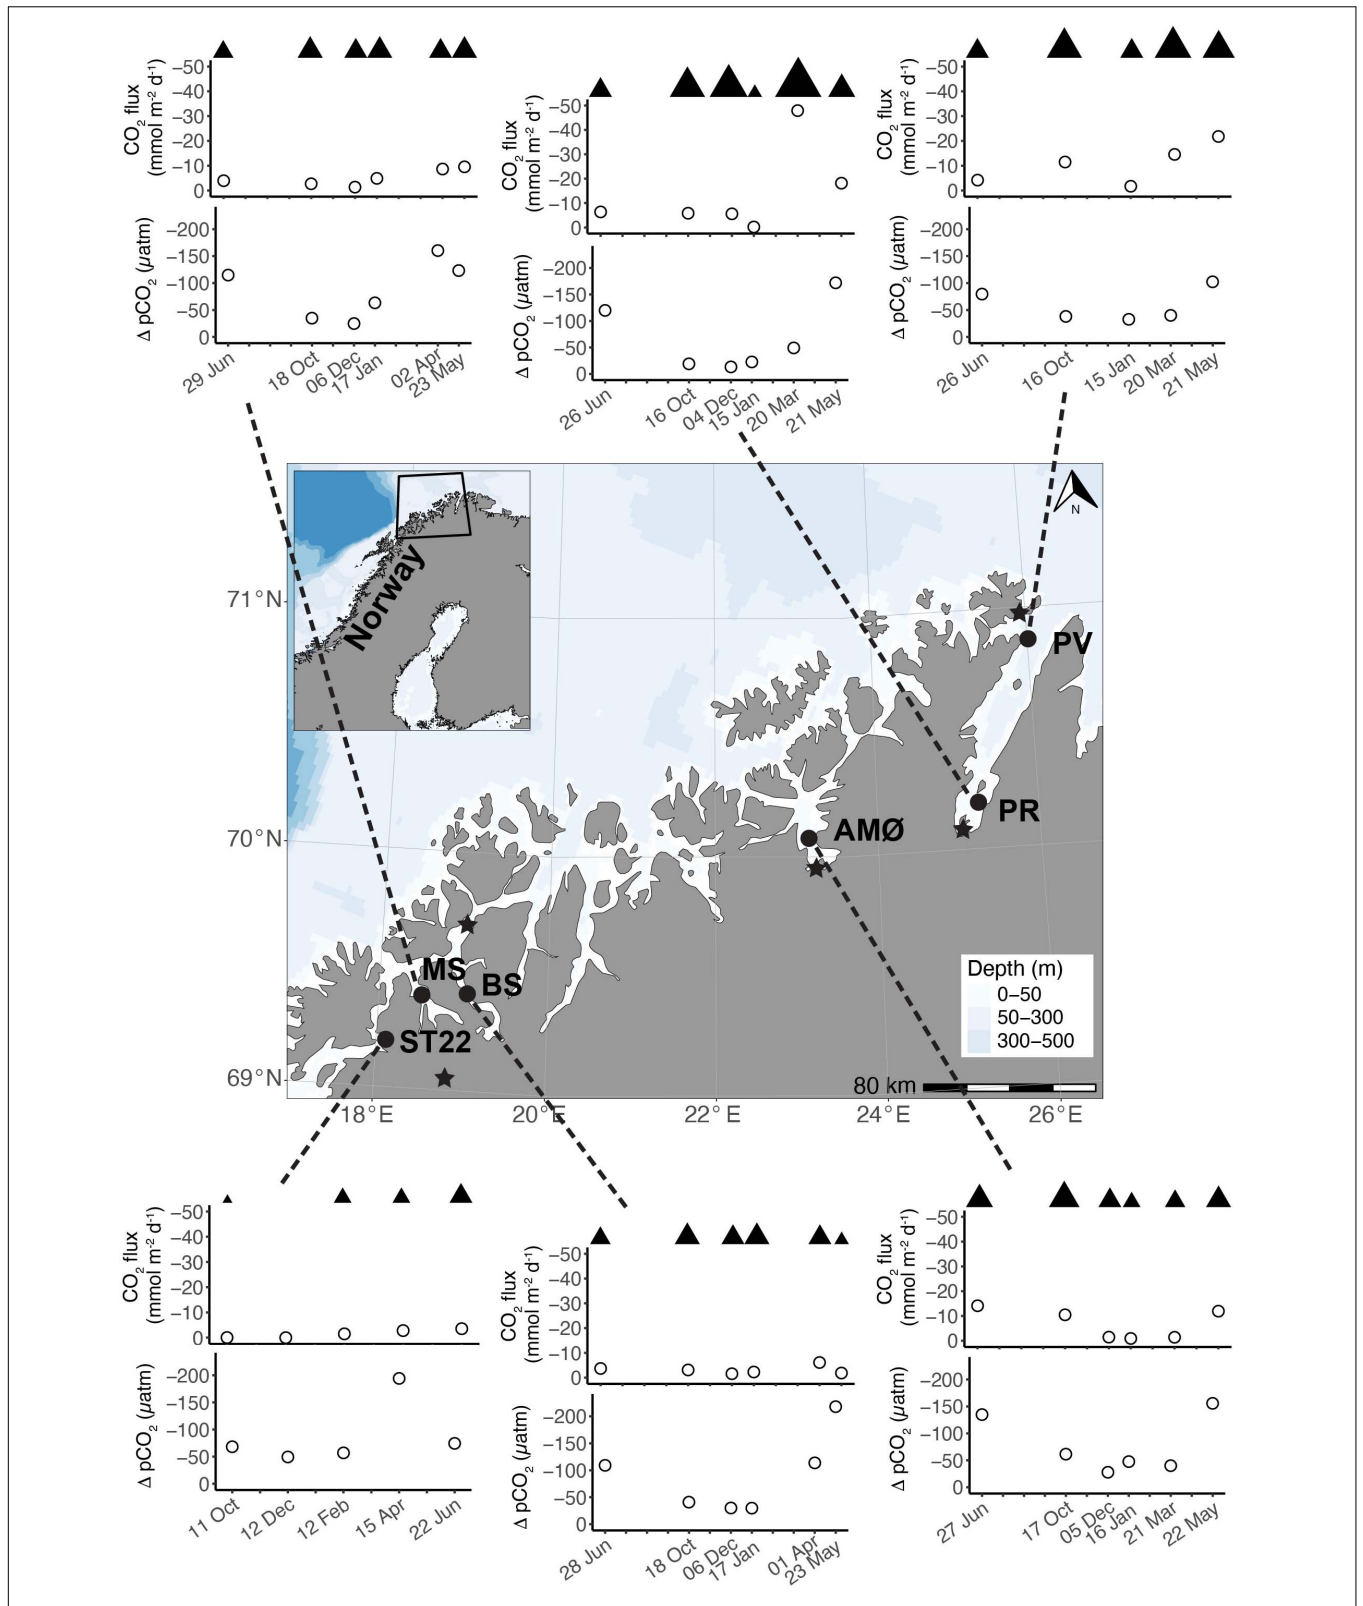 CO2 flux
(mmol m-2 d-1)
−50
−40
−30
−20
−10
0
Δ pCO2 (µatm)
−200
−150
−100
−50
0
29 Jun
18 Oct
06 Dec
17 Jan
02 Apr
23 May
CO2 flux
(mmol m-2 d-1)
−50
−40
−30
−20
−10
0
Δ pCO2 (µatm)
−200
−150
−100
−50
0
26 Jun
16 Oct
04 Dec
15 Jan
20 Mar
21 May
CO2 flux
(mmol m-2 d-1)
−50
−40
−30
−20
−10
0
Δ pCO2 (µatm)
−200
−150
−100
−50
0
26 Jun
16 Oct
15 Jan
20 Mar
21 May
N
Norway
71°N
70°N
69°N
PV
PR
AMØ
MS
BS
ST22
Depth (m)
0−50
50−300
300−500
80 km
18°E
20°E
22°E
24°E
26°E
CO2 flux
(mmol m-2 d-1)
−50
−40
−30
−20
−10
0
Δ pCO2 (µatm)
−200
−150
−100
−50
0
11 Oct
12 Dec
12 Feb
15 Apr
22 Jun
CO2 flux
(mmol m-2 d-1)
−50
−40
−30
−20
−10
0
Δ pCO2 (µatm)
−200
−150
−100
−50
0
28 Jun
18 Oct
06 Dec
17 Jan
01 Apr
23 May
CO2 flux
(mmol m-2 d-1)
−50
−40
−30
−20
−10
0
Δ pCO2 (µatm)
−200
−150
−100
−50
0
27 Jun
17 Oct
05 Dec
16 Jan
21 Mar
22 May